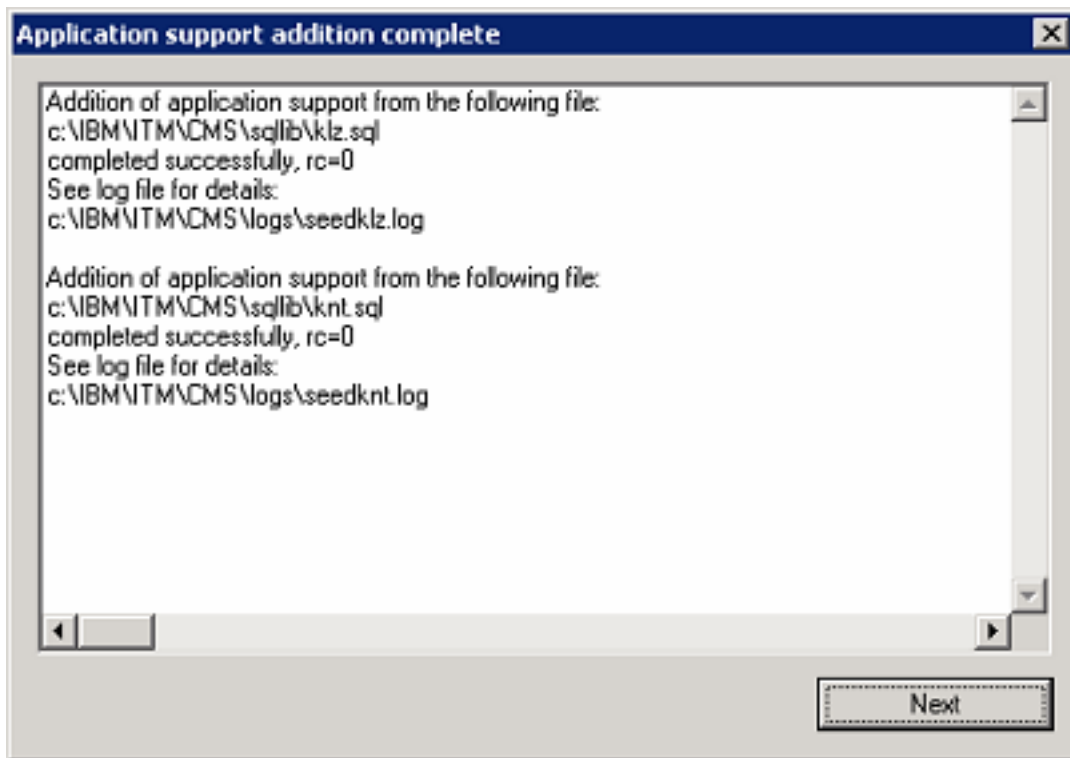 Application support addition complete
Addition of application support from the following file:
c:\IBM\ITM\CMS\sqllib\klz.sql
completed successfully, rc=0
See log file for details:
c:\IBM\ITM\CMS\logs\seedklz.log
Addition of application support from the following file:
c:\IBM\ITM\CMS\sqllib\knt.sql
completed successfully, rc=0
See log file for details:
c:\IBM\ITM\CMS\logs\seedknt.log
Next